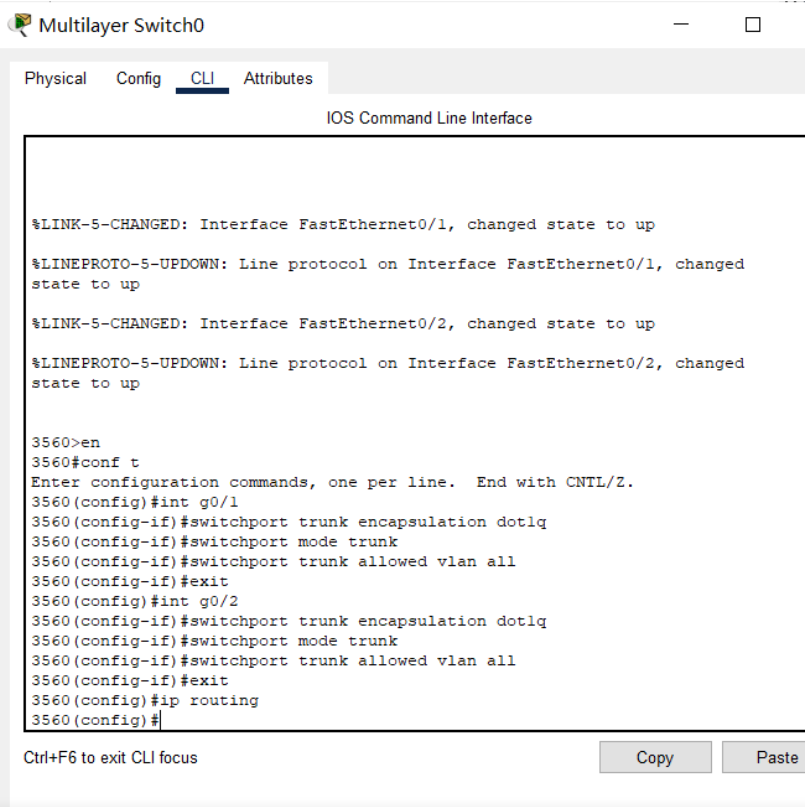 Multilayer Switch0
Physical Config CLI Attributes
IOS Command Line Interface
%LINK-5-CHANGED: Interface FastEthernet0/1, changed state to up
%LINEPROTO-5-UPDOWN: Line protocol on Interface FastEthernet0/1, changed
state to up
%LINK-5-CHANGED: Interface FastEthernet0/2, changed state to up
%LINEPROTO-5-UPDOWN: Line protocol on Interface FastEthernet0/2, changed
state to up
3560>en
3560#conf t
Enter configuration commands, one per line.  End with CNTL/Z.
3560(config)#int g0/1
3560(config-if)#switchport trunk encapsulation dot1q
3560(config-if)#switchport mode trunk
3560(config-if)#switchport trunk allowed vlan all
3560(config-if)#exit
3560(config)#int g0/2
3560(config-if)#switchport trunk encapsulation dot1q
3560(config-if)#switchport mode trunk
3560(config-if)#switchport trunk allowed vlan all
3560(config-if)#exit
3560(config)#ip routing
3560(config)#
Ctrl+F6 to exit CLI focus
Copy
Paste